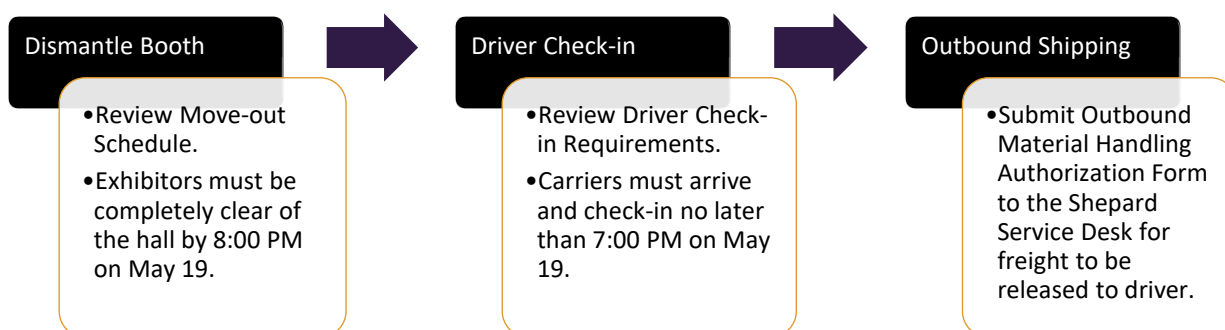 Dismantle Booth
•Review Move-out
Schedule.
•Exhibitors must be
completely clear of
the hall by 8:00 PM
on May 19.
Driver Check-in
•Review Driver Check-
in Requirements.
•Carriers must arrive
and check-in no later
than 7:00 PM on May
19.
Outbound Shipping
•Submit Outbound
Material Handling
Authorization Form
to the Shepard
Service Desk for
freight to be
released to driver.